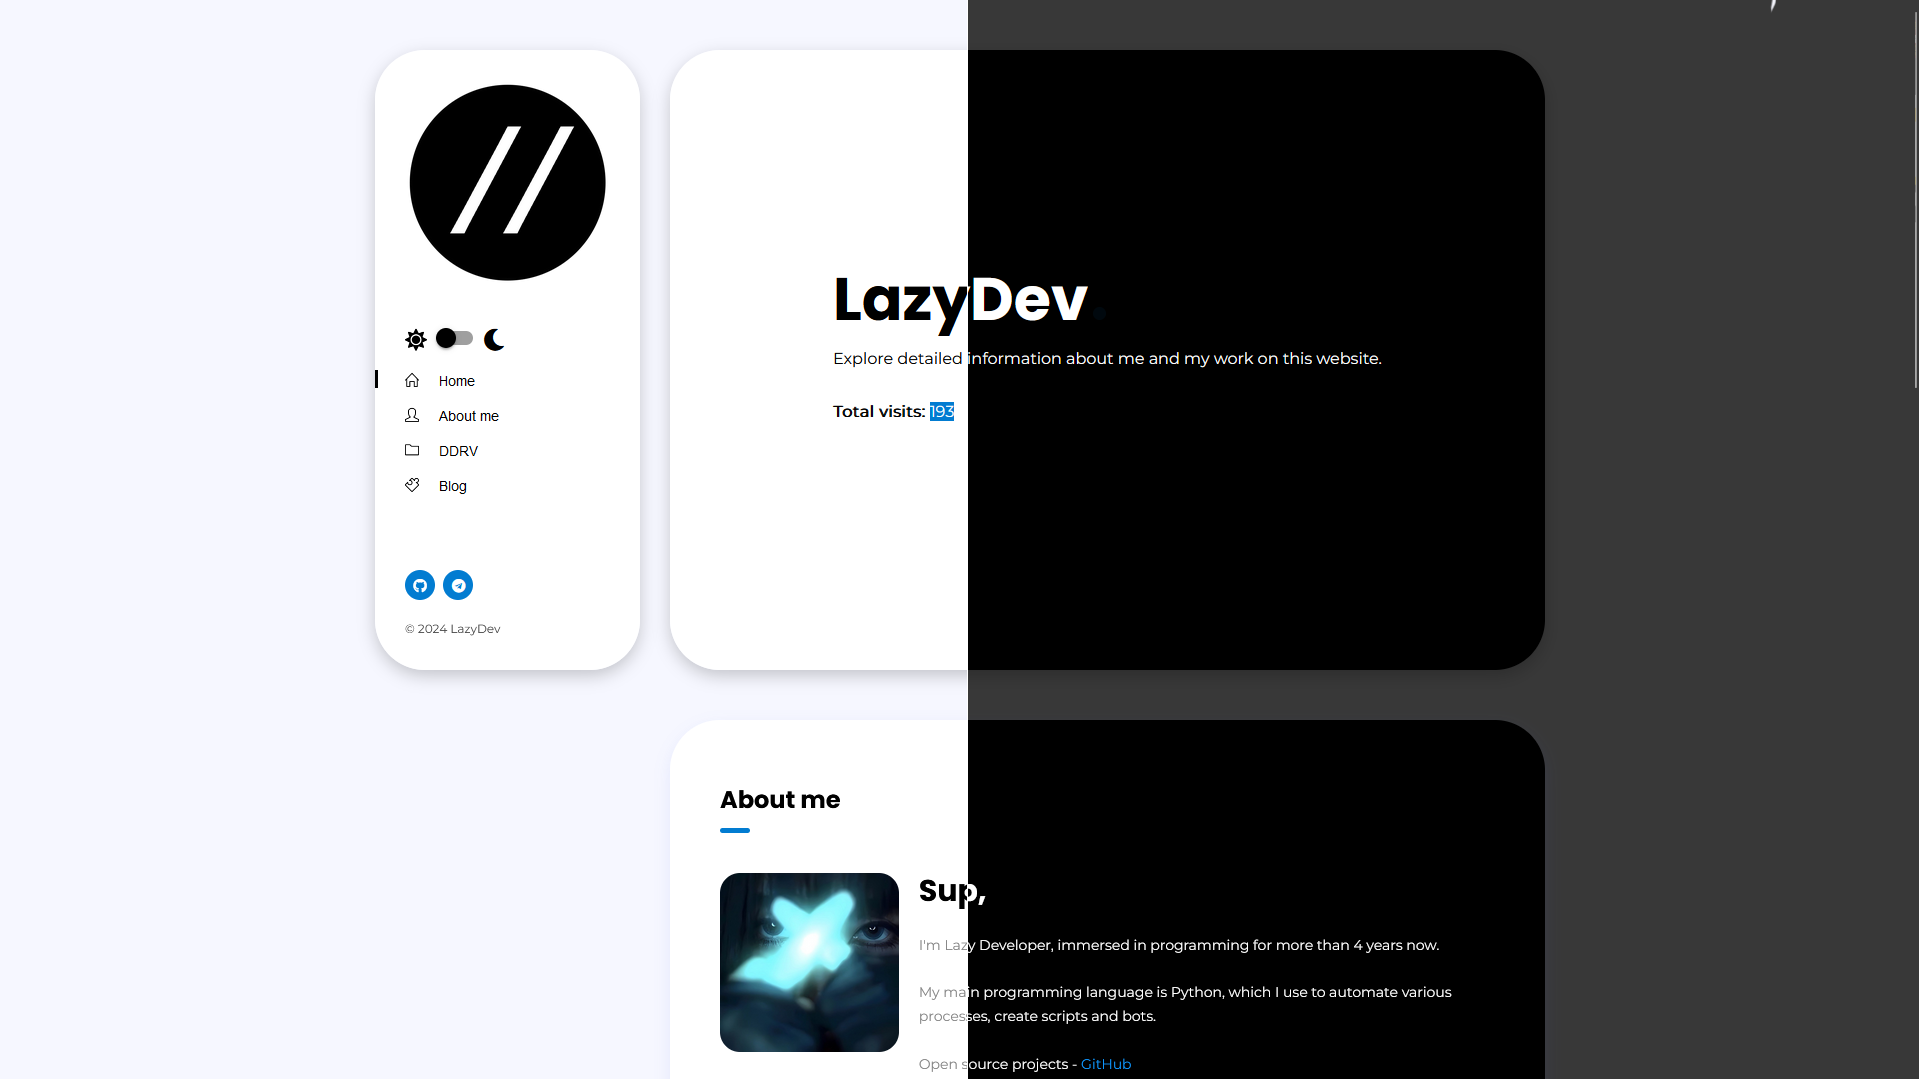 Home
About me
DDRV
Blog
© 2024 LazyDev
LazyDev.
Explore detailed information about me and my work on this website.
Total visits: 193
About me
Sup,
I'm Lazy Developer, immersed in programming for more than 4 years now.
My main programming language is Python, which I use to automate various
processes, create scripts and bots.
Open source projects - GitHub